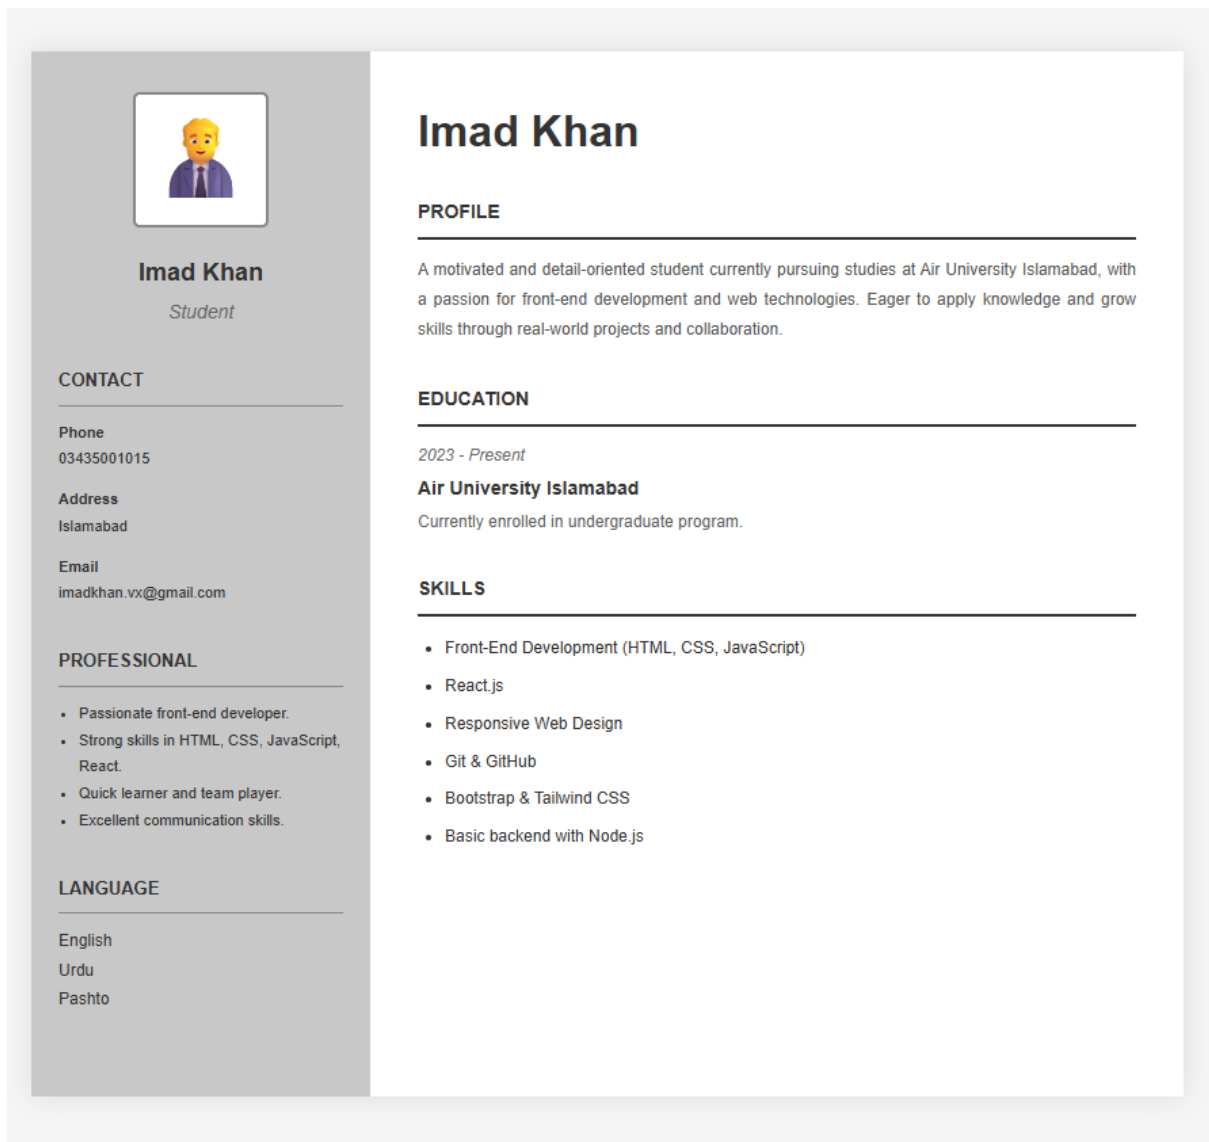 Imad Khan
Student
CONTACT
Phone
03435001015
Address
Islamabad
Email
imadkhan.vx@gmail.com
PROFESSIONAL
• Passionate front-end developer.
• Strong skills in HTML, CSS, JavaScript,
React.
• Quick learner and team player.
• Excellent communication skills.
LANGUAGE
English
Urdu
Pashto
Imad Khan
PROFILE
A motivated and detail-oriented student currently pursuing studies at Air University Islamabad, with
a passion for front-end development and web technologies. Eager to apply knowledge and grow
skills through real-world projects and collaboration.
EDUCATION
2023 - Present
Air University Islamabad
Currently enrolled in undergraduate program.
SKILLS
• Front-End Development (HTML, CSS, JavaScript)
• React.js
• Responsive Web Design
• Git & GitHub
• Bootstrap & Tailwind CSS
• Basic backend with Node.js